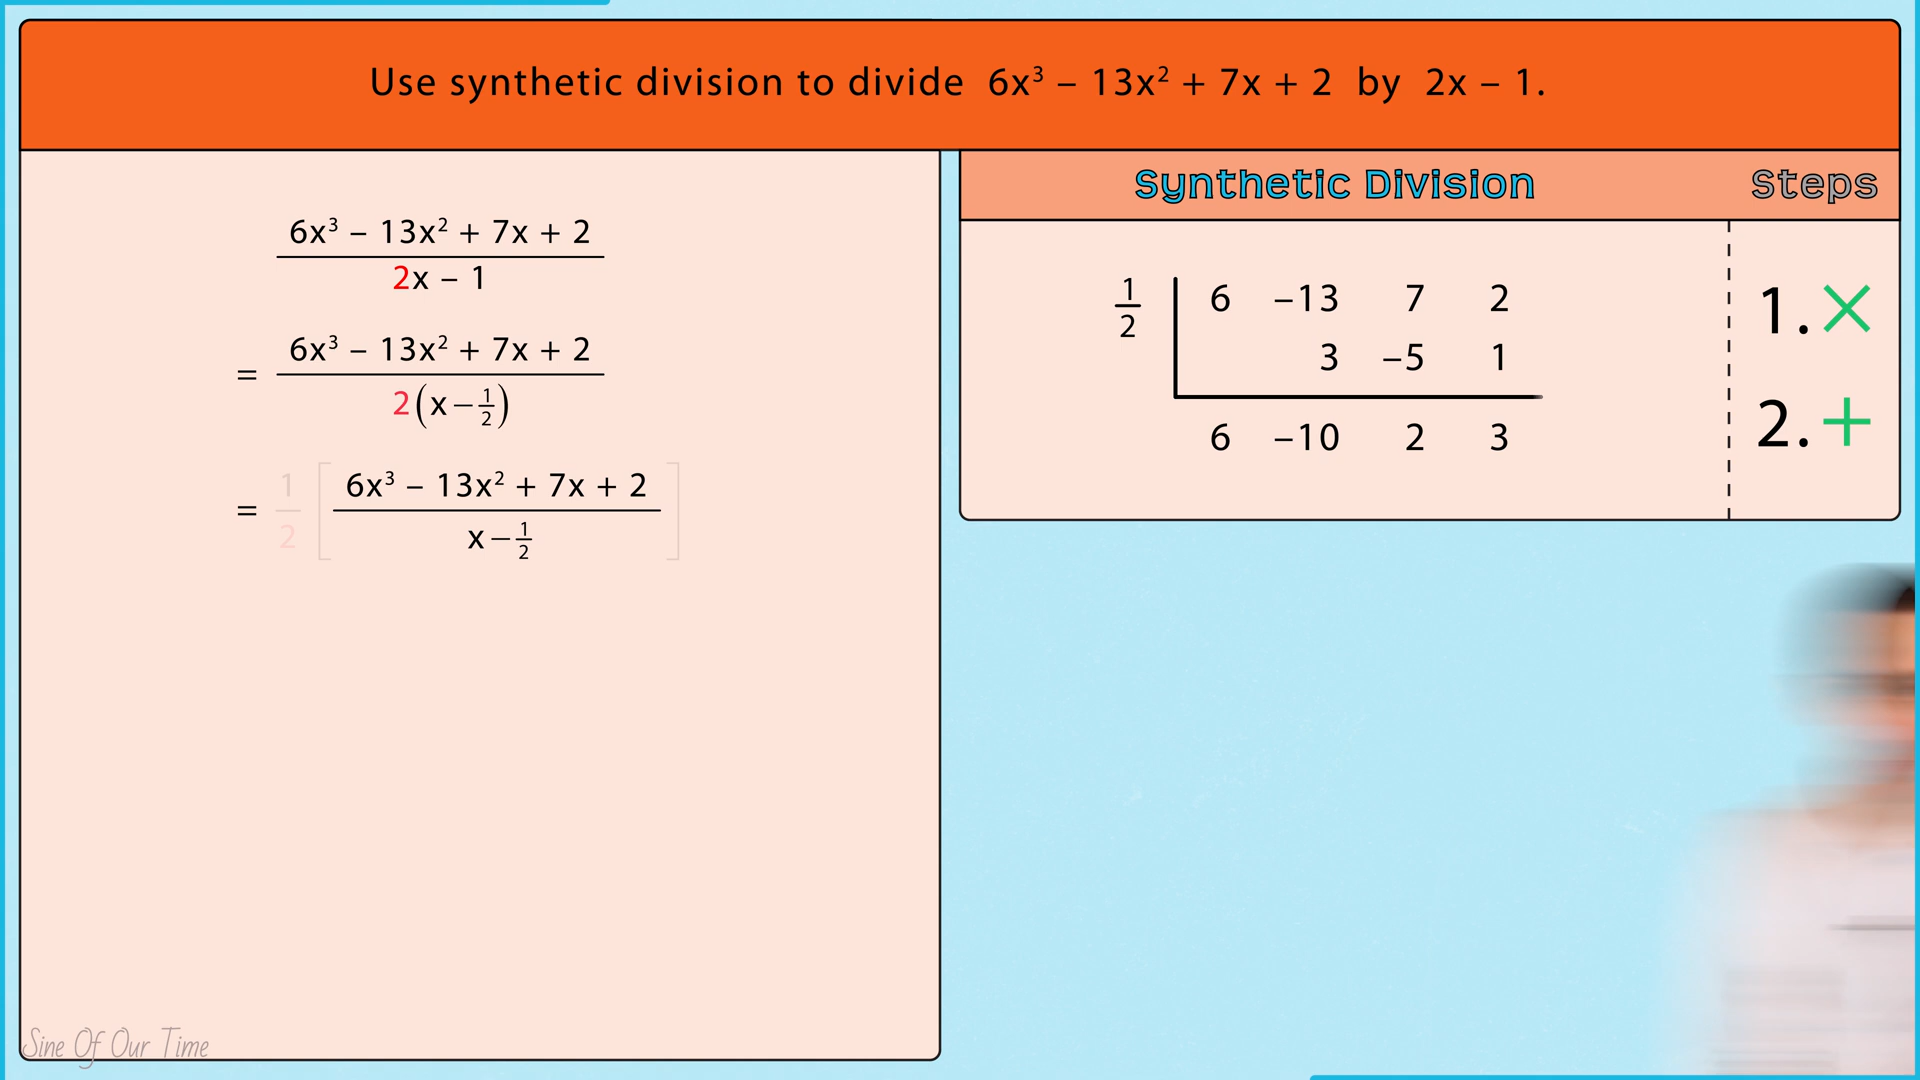 Use synthetic division to divide 6x³ – 13x² + 7x + 2 by 2x – 1.
6x³ – 13x² + 7x + 2
2x – 1
= 6x³ – 13x² + 7x + 2
2(x – 1/2)
= 1/2 [ 6x³ – 13x² + 7x + 2 ]
x – 1/2
Synthetic Division
Steps
1/2 6 –13 7 2
3 –5 1
6 –10 2 3
1. ×
2. +
Sine Of Our Time